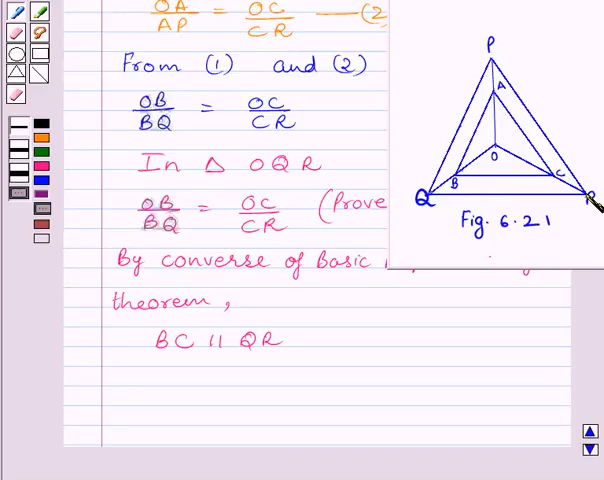 OA/AP = OC/CR —(2
From (1) and (2)
OB/BQ = OC/CR
In Δ OQR
OB/BQ = OC/CR (Prove
By converse of Basic
theorem,
BC || QR
P
A
O
B
C
Q
Fig. 6.21